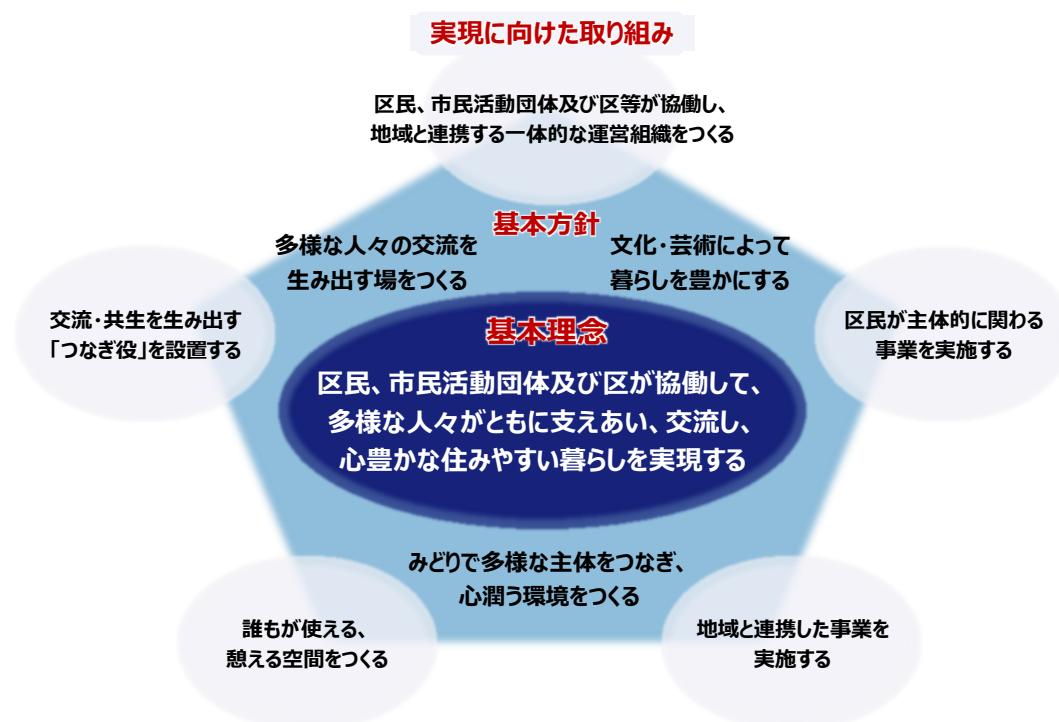 実現に向けた取り組み
区民、市民活動団体及び区等が協働し、
地域と連携する一体的な運営組織をつくる
基本方針
多様な人々の交流を
生み出す場をつくる
文化・芸術によって
暮らしを豊かにする
交流・共生を生み出す
「つなぎ役」を設置する
区民が主体的に関わる
事業を実施する
基本理念
区民、市民活動団体及び区が協働して、
多様な人々がともに支えあい、交流し、
心豊かな住みやすい暮らしを実現する
みどりで多様な主体をつなぎ、
心潤う環境をつくる
誰もが使える、
憩える空間をつくる
地域と連携した事業を
実施する